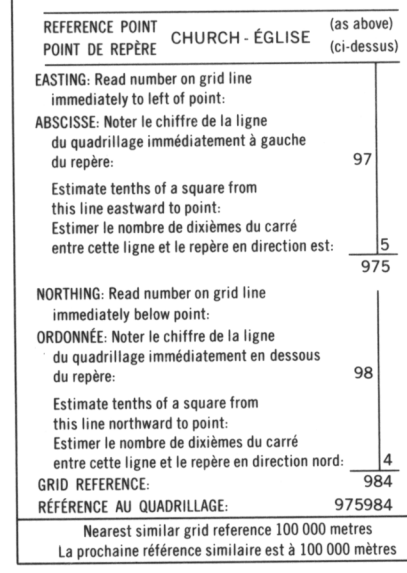 REFERENCE POINT CHURCH - ÉGLISE (as above)
POINT DE REPÈRE (ci-dessus)
EASTING: Read number on grid line
immediately to left of point:
ABSCISSE: Noter le chiffre de la ligne
du quadrillage immédiatement à gauche
du repère: 97
Estimate tenths of a square from
this line eastward to point:
Estimer le nombre de dixièmes du carré
entre cette ligne et le repère en direction est: 5
975
NORTHING: Read number on grid line
immediately below point:
ORDONNÉE: Noter le chiffre de la ligne
du quadrillage immédiatement en dessous
du repère: 98
Estimate tenths of a square from
this line northward to point:
Estimer le nombre de dixièmes du carré
entre cette ligne et le repère en direction nord: 4
GRID REFERENCE: 984
RÉFÉRENCE AU QUADRILLAGE: 975984
Nearest similar grid reference 100 000 metres
La prochaine référence similaire est à 100 000 mètres